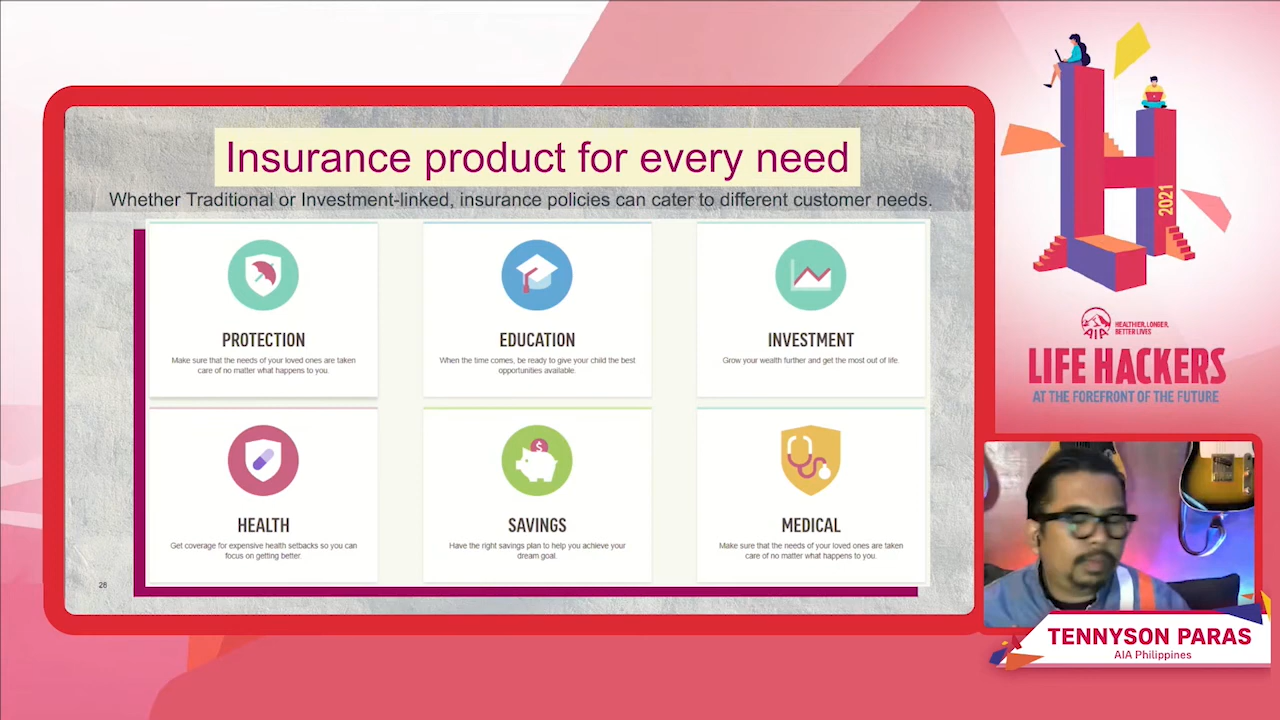 Insurance product for every need
Whether Traditional or Investment-linked, insurance policies can cater to different customer needs.
PROTECTION
Make sure that the needs of your loved ones are taken
care of no matter what happens to you.
EDUCATION
When the time comes, be ready to give your child the best
opportunities available.
INVESTMENT
Grow your wealth further and get the most out of life.
HEALTH
Get coverage for expensive health setbacks so you can
focus on getting better
SAVINGS
Have the right savings plan to help you achieve your
dream goal.
MEDICAL
Make sure that the needs of your loved ones are taken
care of no matter what happens to you.
26
2021
AIA
HEALTHIER, LONGER,
BETTER LIVES
LIFE HACKERS
AT THE FOREFRONT OF THE FUTURE
TENNYSON PARAS
AIA Philippines